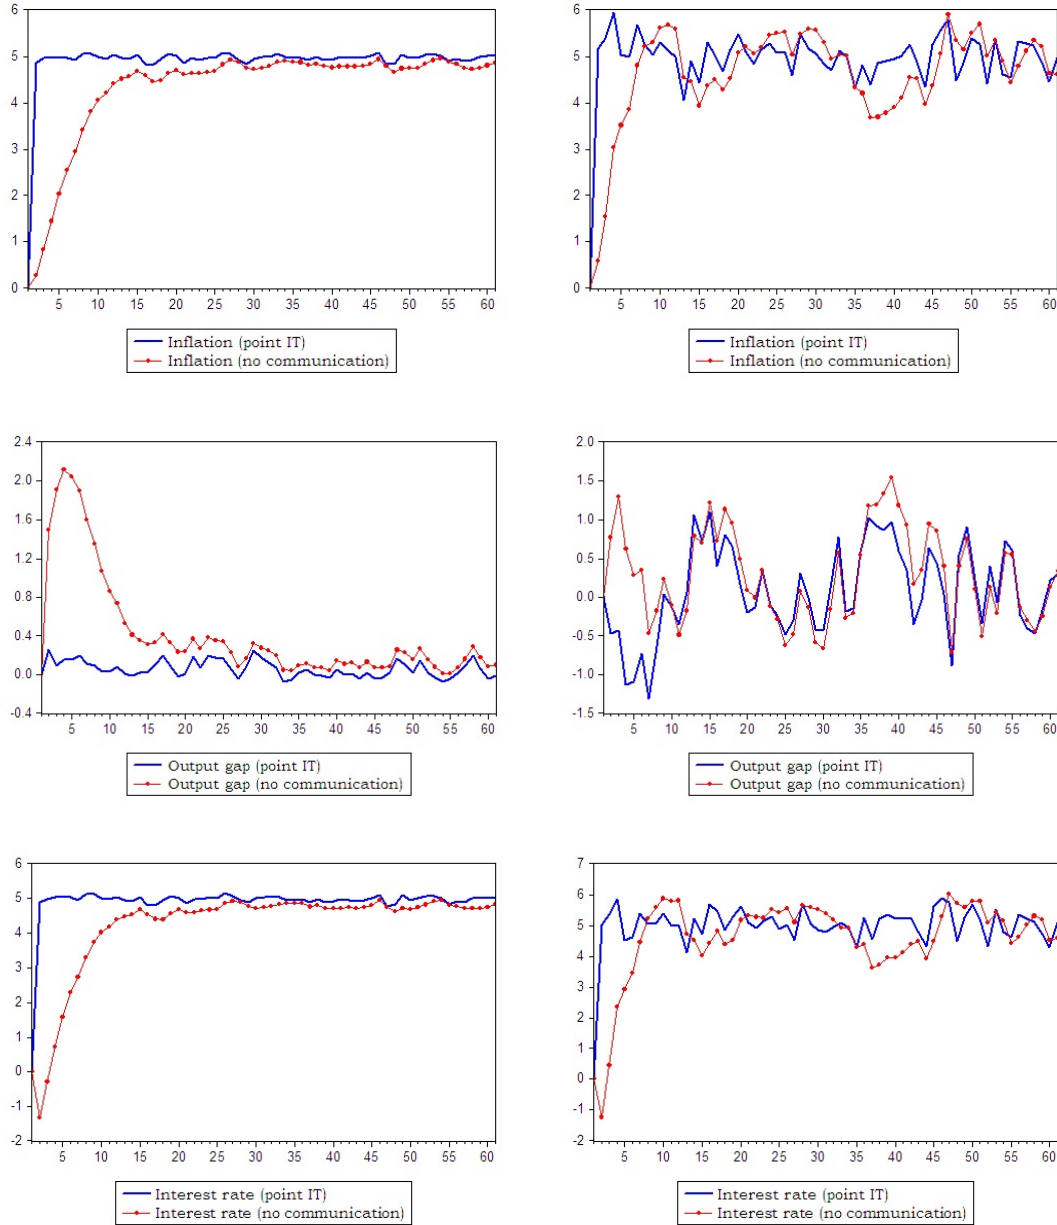 6
5
4
3
2
1
0
5 10 15 20 25 30 35 40 45 50 55 60
Inflation (point IT)
Inflation (no communication)
6
5
4
3
2
1
0
5 10 15 20 25 30 35 40 45 50 55 60
Inflation (point IT)
Inflation (no communication)
2.4
2.0
1.6
1.2
0.8
0.4
0.0
-0.4
5 10 15 20 25 30 35 40 45 50 55 60
Output gap (point IT)
Output gap (no communication)
2.0
1.5
1.0
0.5
0.0
-0.5
-1.0
-1.5
5 10 15 20 25 30 35 40 45 50 55 60
Output gap (point IT)
Output gap (no communication)
6
5
4
3
2
1
0
-1
-2
5 10 15 20 25 30 35 40 45 50 55 60
Interest rate (point IT)
Interest rate (no communication)
7
6
5
4
3
2
1
0
-1
-2
5 10 15 20 25 30 35 40 45 50 55 60
Interest rate (point IT)
Interest rate (no communication)